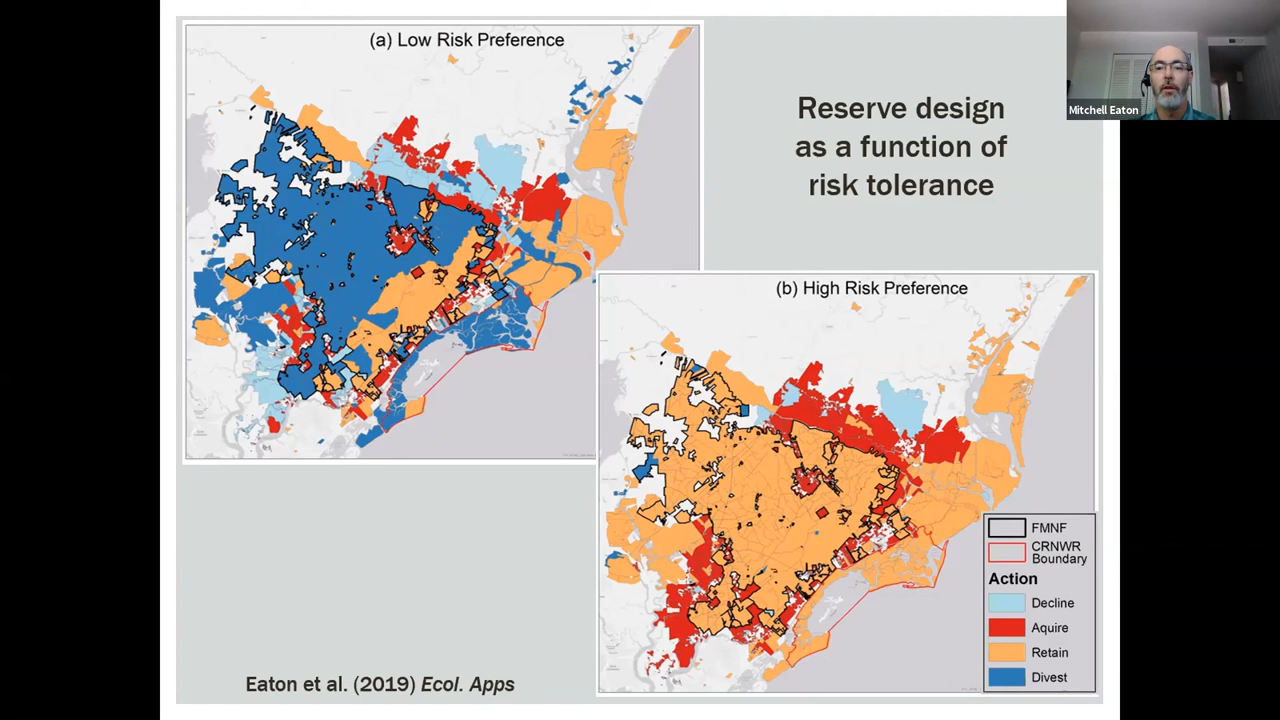 (a) Low Risk Preference
Reserve design
as a function of
risk tolerance
Mitchell Eaton
(b) High Risk Preference
FMNF
CRNWR
Boundary
Action
Decline
Aquire
Retain
Divest
Eaton et al. (2019) Ecol. Apps